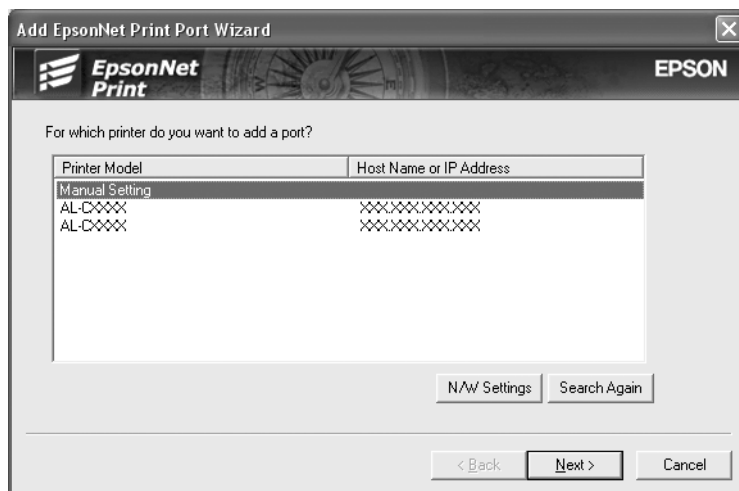 Add EpsonNet Print Port Wizard
EpsonNet
Print
EPSON
For which printer do you want to add a port?
Printer Model Host Name or IP Address
Manual Setting
AL-CXXXX XXX.XXX.XXX.XXX
AL-CXXXX XXX.XXX.XXX.XXX
N/W Settings Search Again
< Back Next > Cancel